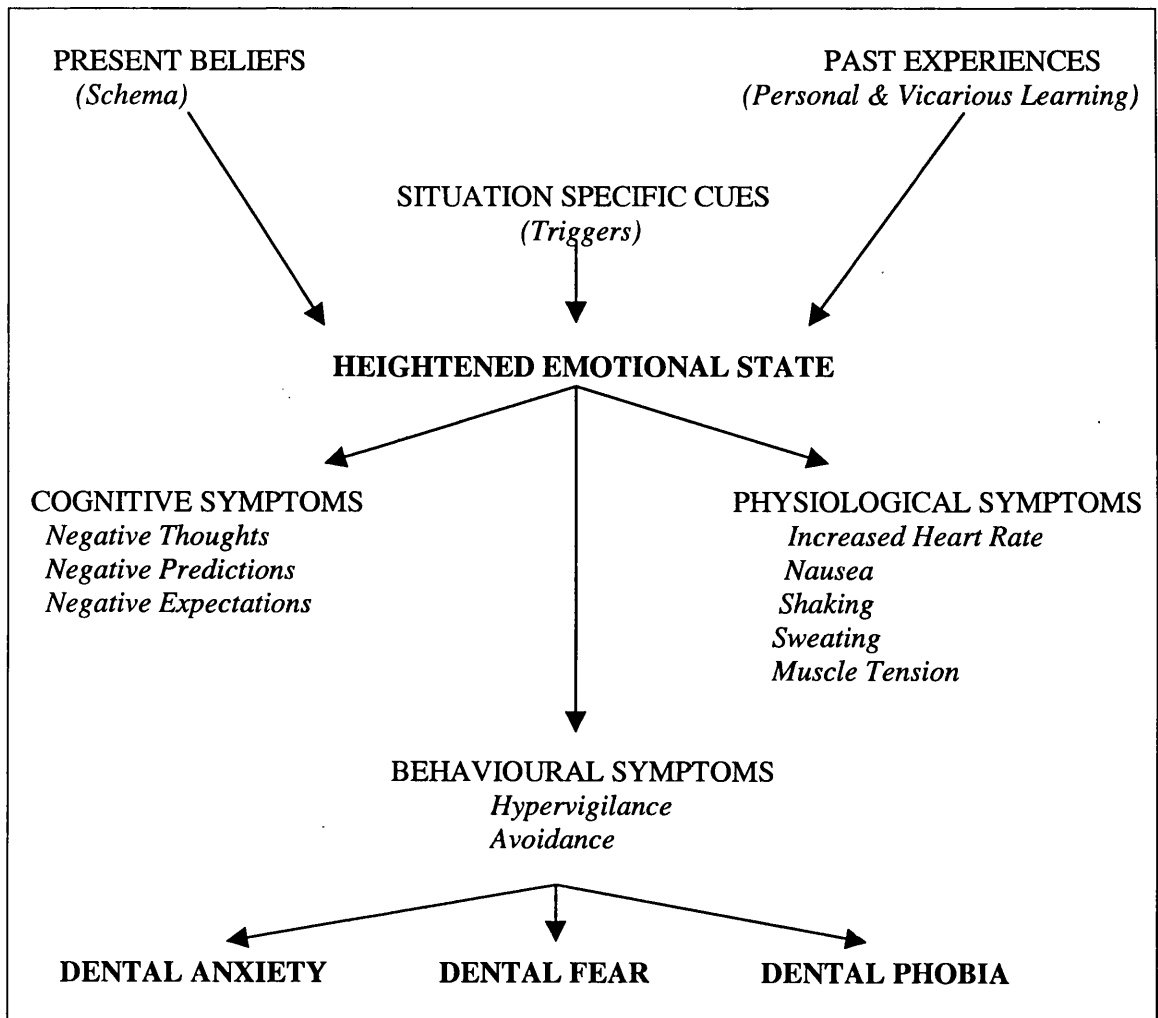 PRESENT BELIEFS
(Schema)
PAST EXPERIENCES
(Personal & Vicarious Learning)
SITUATION SPECIFIC CUES
(Triggers)
HEIGHTENED EMOTIONAL STATE
COGNITIVE SYMPTOMS
Negative Thoughts
Negative Predictions
Negative Expectations
PHYSIOLOGICAL SYMPTOMS
Increased Heart Rate
Nausea
Shaking
Sweating
Muscle Tension
BEHAVIOURAL SYMPTOMS
Hypervigilance
Avoidance
DENTAL ANXIETY
DENTAL FEAR
DENTAL PHOBIA